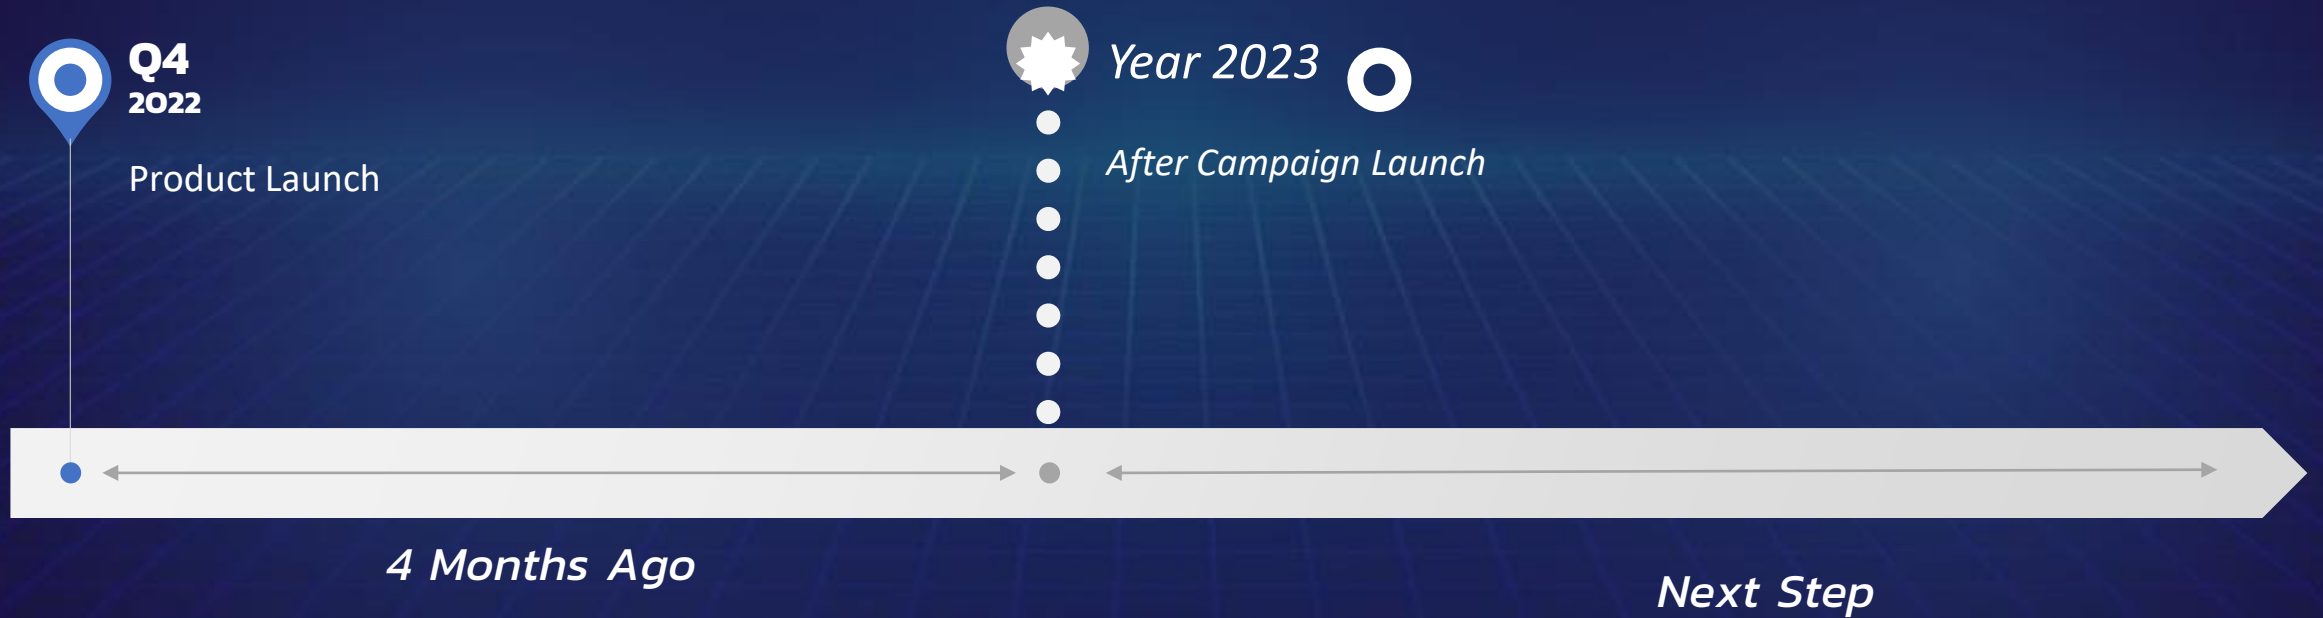 Q4
2022
Product Launch
Year 2023
After Campaign Launch
4 Months Ago
Next Step